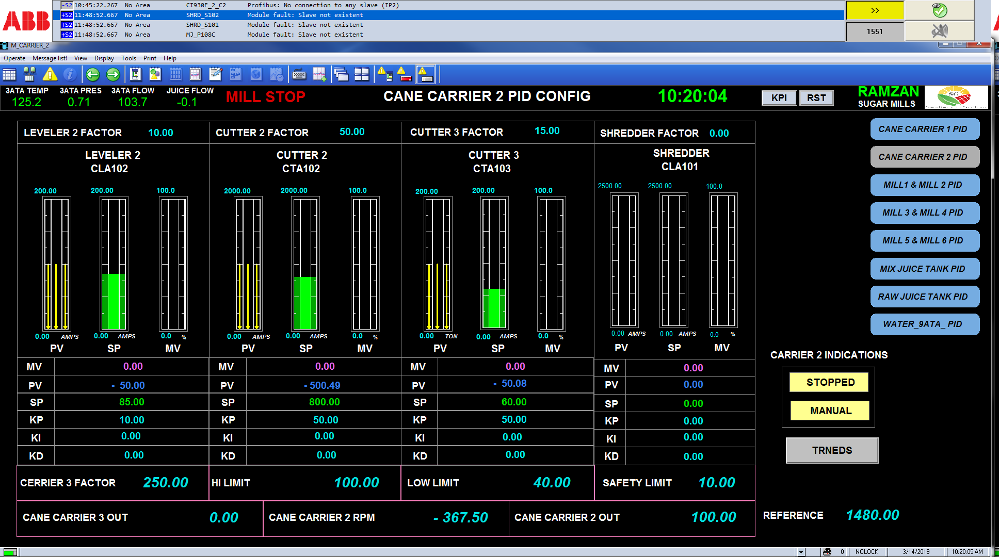 ABB
-S2 10:45:22.267 No Area CI930F_2_C2 Profibus: No connection to any slave (IP2)
+S2 11:48:52.667 No Area SHRD_S102 Module fault: Slave not existent
+S2 11:48:52.667 No Area SHRD_S101 Module fault: Slave not existent
+S2 11:48:52.667 No Area MJ_P108C Module fault: Slave not existent
>>
1551
M_CARRIER_2
Operate Message list! View Display Tools Print Help
3ATA TEMP 3ATA PRES 3ATA FLOW JUICE FLOW
125.2 0.71 103.7 -0.1
MILL STOP
CANE CARRIER 2 PID CONFIG
10:20:04
KPI RST
RAMZAN
SUGAR MILLS
LEVELER 2 FACTOR 10.00 CUTTER 2 FACTOR 50.00 CUTTER 3 FACTOR 15.00 SHREDDER FACTOR 0.00
LEVELER 2 CUTTER 2 CUTTER 3 SHREDDER
CLA102 CTA102 CTA103 CLA101
200.00 200.00 100.0 2000.00 2000.00 100.0 200.00 200.00 100.0 2500.00 2500.00 100.0
0.00 AMPS 0.00 AMPS 0.0 % 0.00 AMPS 0.00 AMPS 0.0 % 0.00 TON 0.00 AMPS 0.0 % 0.00 AMPS 0.00 AMPS 0.0 %
PV SP MV PV SP MV PV SP MV PV SP MV
MV 0.00 MV 0.00 MV 0.00 MV 0.00
PV - 50.00 PV - 500.49 PV - 50.08 PV 0.00
SP 85.00 SP 800.00 SP 60.00 SP 0.00
KP 10.00 KP 50.00 KP 50.00 KP 0.00
KI 0.00 KI 0.00 KI 0.00 KI 0.00
KD 0.00 KD 0.00 KD 0.00 KD 0.00
CERRIER 3 FACTOR 250.00 HI LIMIT 100.00 LOW LIMIT 40.00 SAFETY LIMIT 10.00
CANE CARRIER 3 OUT 0.00 CANE CARRIER 2 RPM - 367.50 CANE CARRIER 2 OUT 100.00
REFERENCE 1480.00
CANE CARRIER 1 PID
CANE CARRIER 2 PID
MILL1 & MILL 2 PID
MILL 3 & MILL 4 PID
MILL 5 & MILL 6 PID
MIX JUICE TANK PID
RAW JUICE TANK PID
WATER_9ATA_ PID
CARRIER 2 INDICATIONS
STOPPED
MANUAL
TRNEDS
0 NOLOCK 3/14/2019 10:20:05 AM